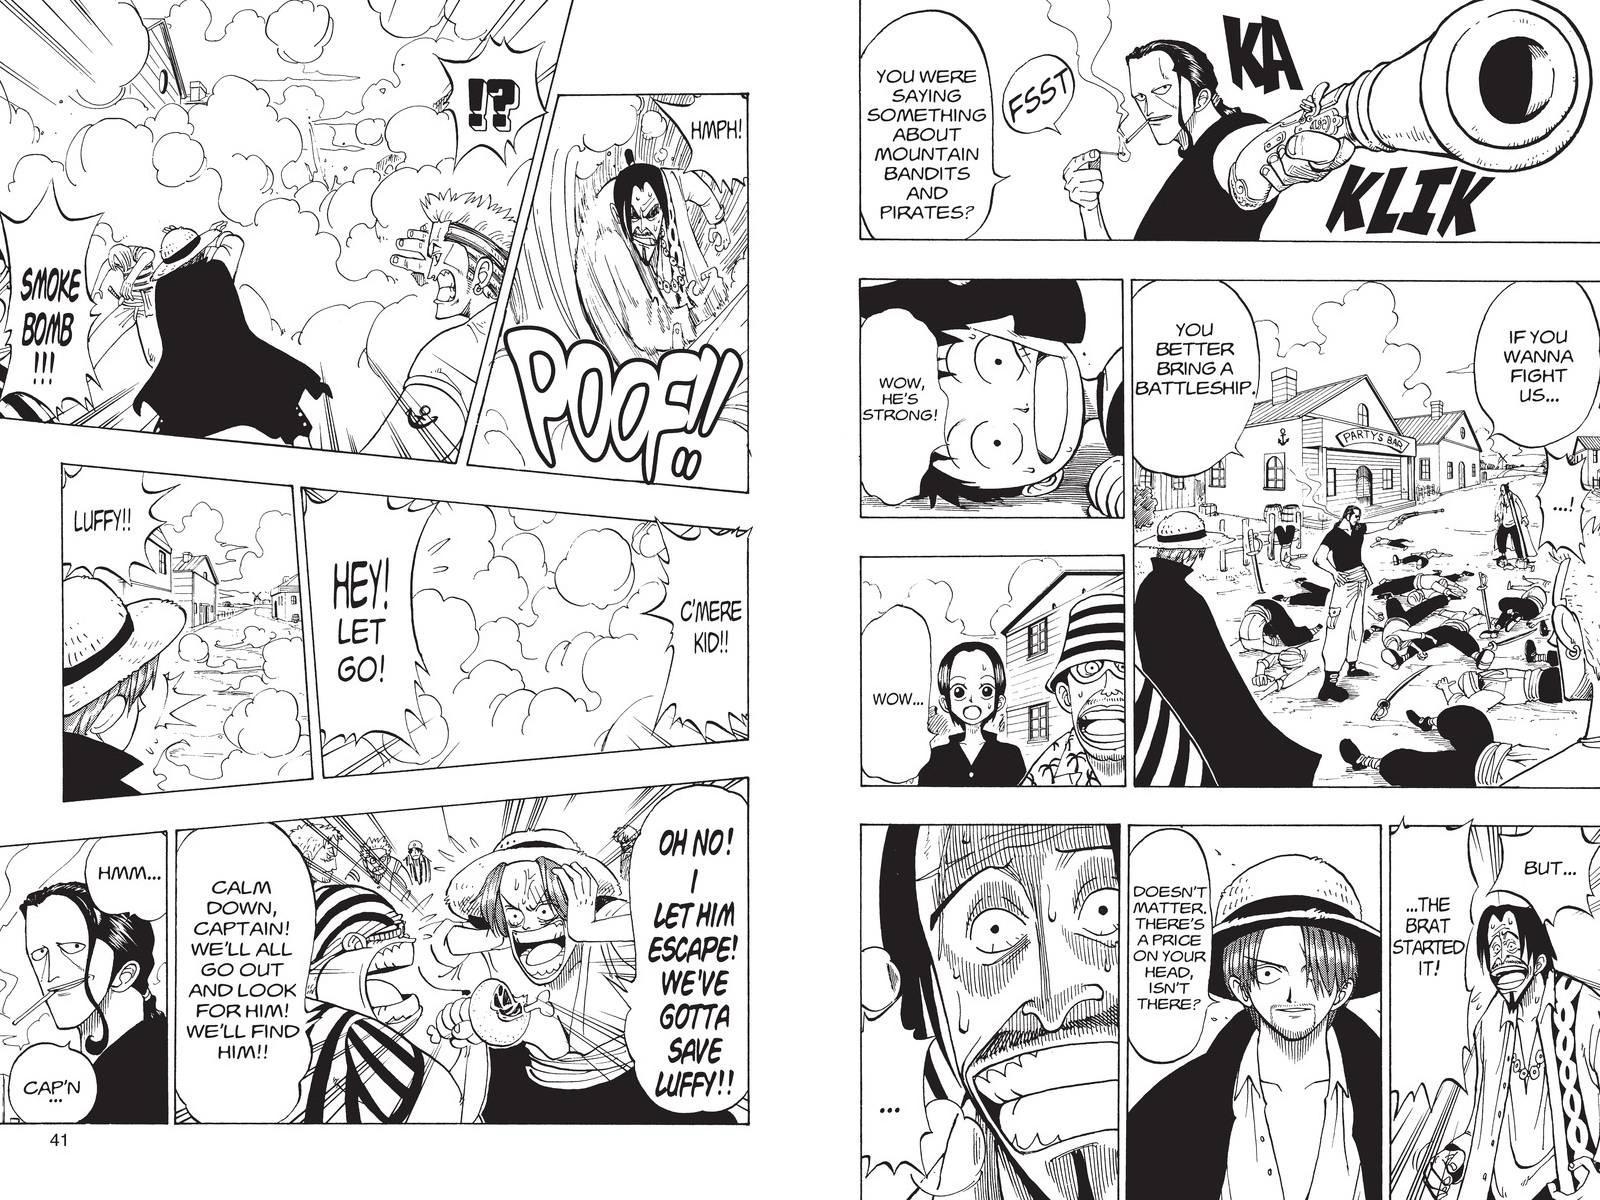 YOU WERE
SAYING
SOMETHING
ABOUT
MOUNTAIN
BANDITS
AND
PIRATES?
FSST
KA
KLIK
IF YOU
WANNA
FIGHT
US...
YOU
BETTER
BRING A
BATTLESHIP.
PARTYS BAR
...!
WOW,
HE'S
STRONG!
WOW...
BUT...
...THE
BRAT
STARTED
IT!
DOESN'T
MATTER.
THERE'S
A PRICE
ON YOUR
HEAD,
ISN'T
THERE?
...
HMPH!
POOF!!
!?
SMOKE
BOMB
!!!
C'MERE
KID!!
HEY!
LET
GO!
LUFFY!!
OH NO!
I
LET HIM
ESCAPE!
WE'VE
GOTTA
SAVE
LUFFY!!
CALM
DOWN,
CAPTAIN!
WE'LL ALL
GO OUT
AND LOOK
FOR HIM!
WE'LL FIND
HIM!!
HMM...
CAP'N
...
41